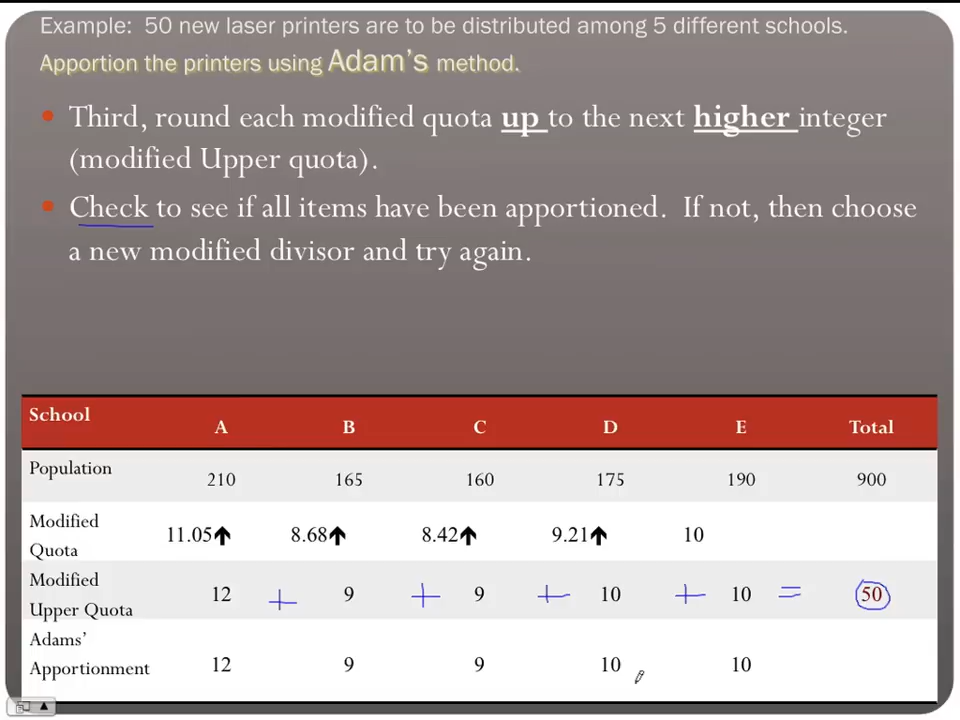 Example: 50 new laser printers are to be distributed among 5 different schools.
Apportion the printers using Adam's method.
• Third, round each modified quota up to the next higher integer
(modified Upper quota).
• Check to see if all items have been apportioned. If not, then choose
a new modified divisor and try again.
School A B C D E Total
Population 210 165 160 175 190 900
Modified Quota 11.05↑ 8.68↑ 8.42↑ 9.21↑ 10
Modified Upper Quota 12 + 9 + 9 + 10 + 10 = 50
Adams' Apportionment 12 9 9 10 10